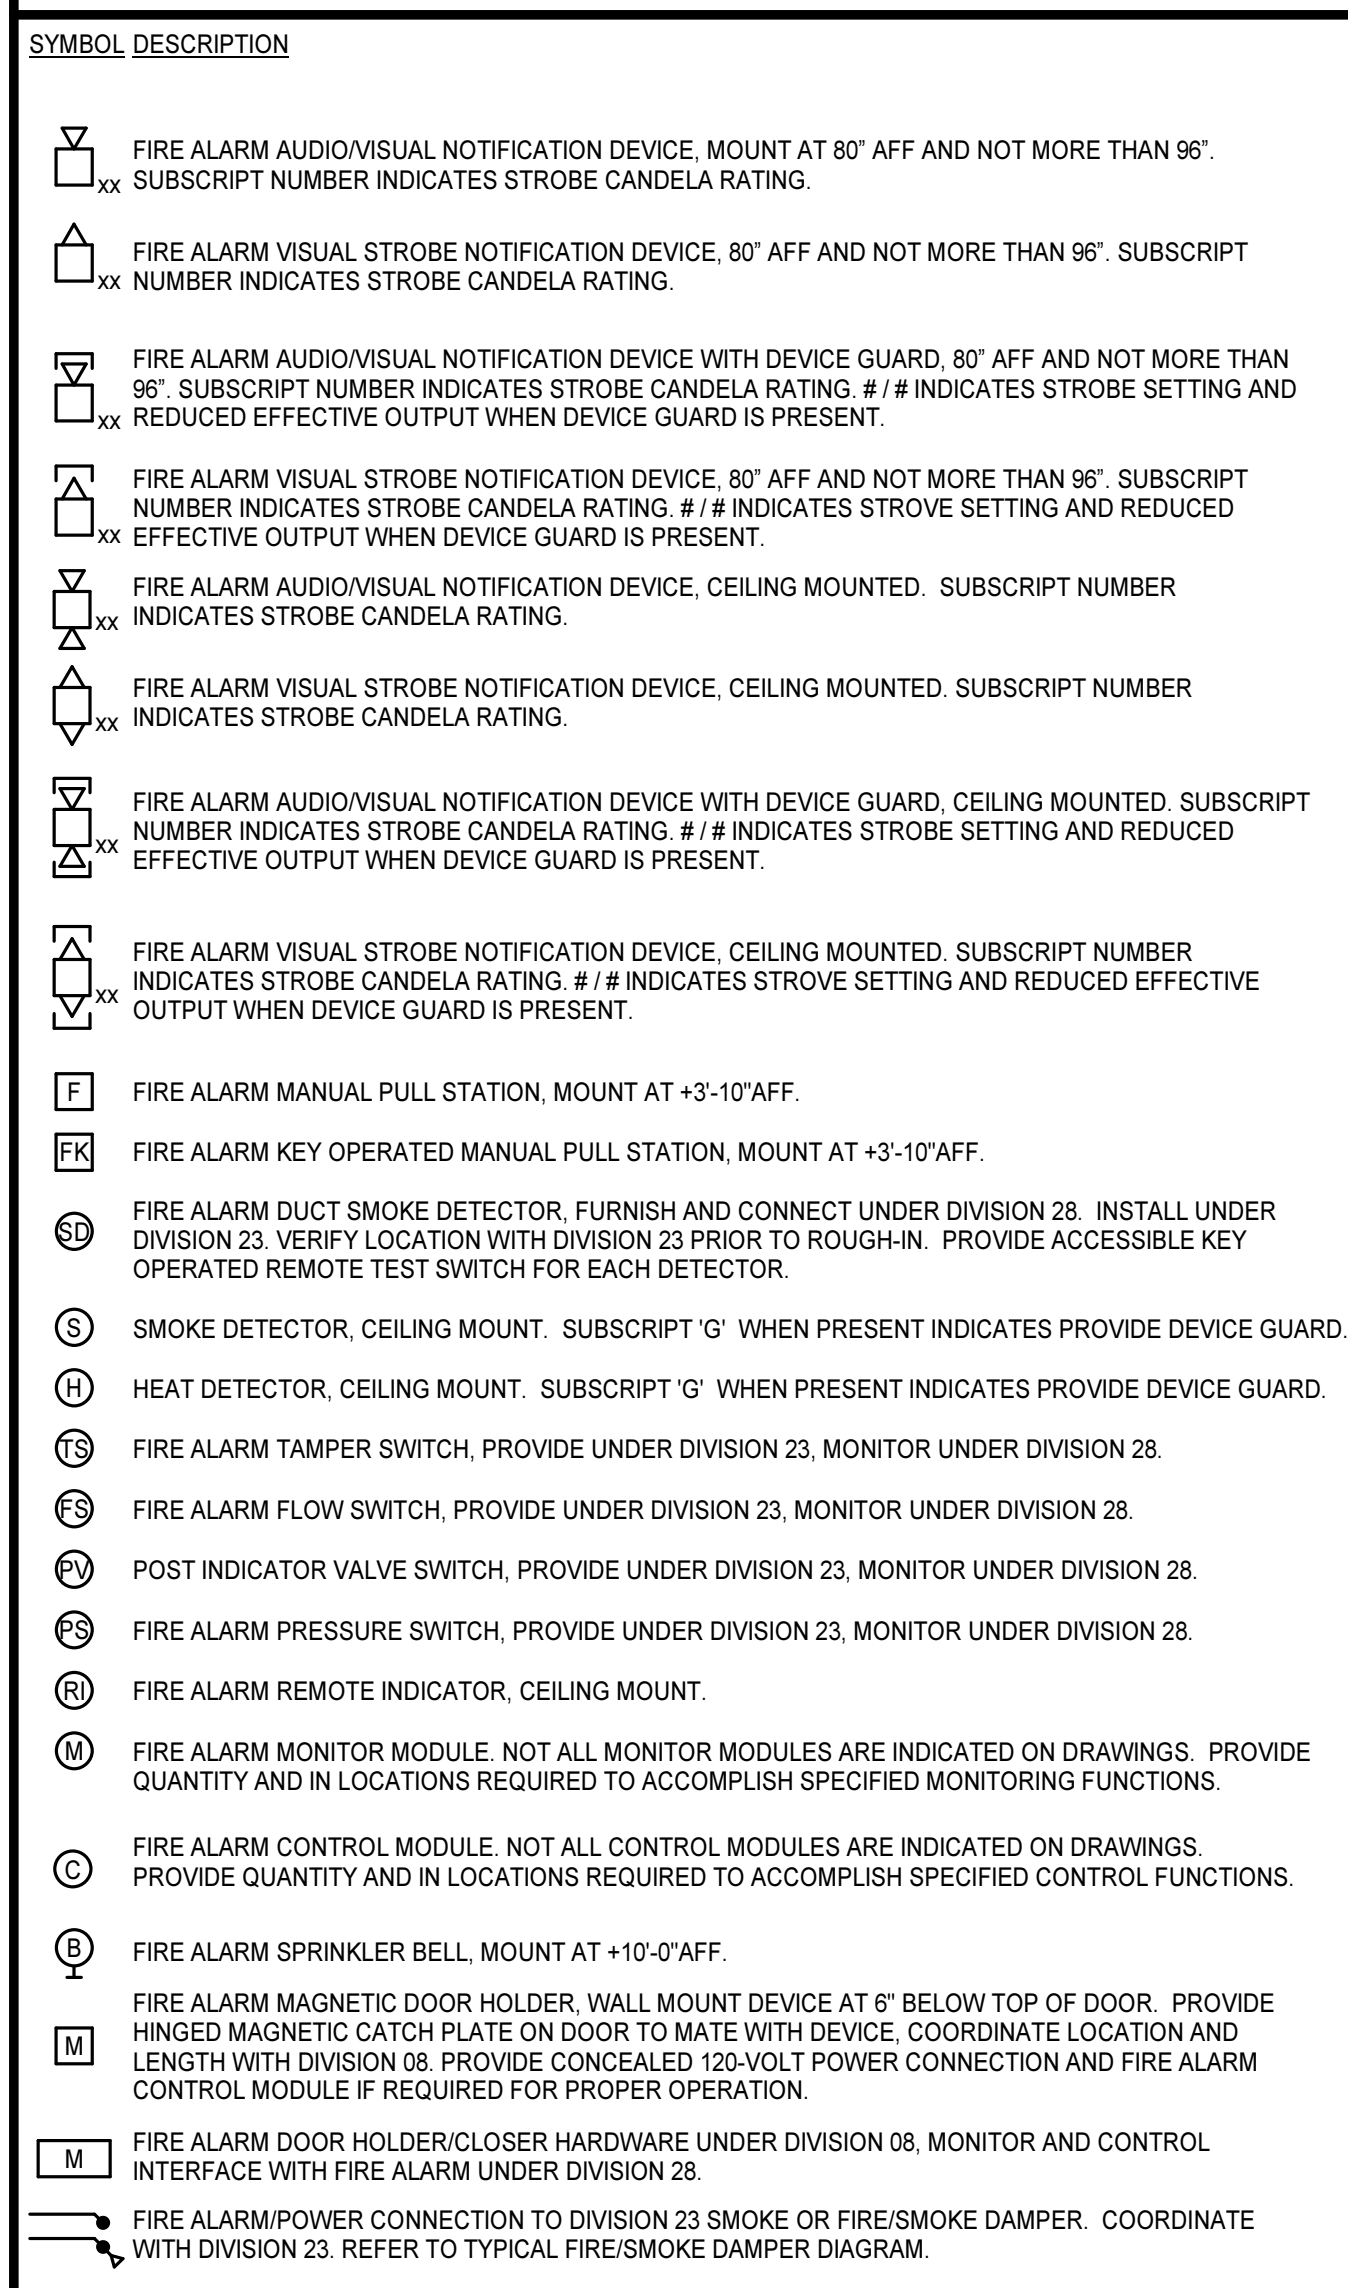 SYMBOL DESCRIPTION
FIRE ALARM AUDIO/VISUAL NOTIFICATION DEVICE, MOUNT AT 80” AFF AND NOT MORE THAN 96”.
xx SUBSCRIPT NUMBER INDICATES STROBE CANDELA RATING.
FIRE ALARM VISUAL STROBE NOTIFICATION DEVICE, 80” AFF AND NOT MORE THAN 96”. SUBSCRIPT
xx NUMBER INDICATES STROBE CANDELA RATING.
FIRE ALARM AUDIO/VISUAL NOTIFICATION DEVICE WITH DEVICE GUARD, 80” AFF AND NOT MORE THAN
96”. SUBSCRIPT NUMBER INDICATES STROBE CANDELA RATING. # / # INDICATES STROBE SETTING AND
xx REDUCED EFFECTIVE OUTPUT WHEN DEVICE GUARD IS PRESENT.
FIRE ALARM VISUAL STROBE NOTIFICATION DEVICE, 80” AFF AND NOT MORE THAN 96”. SUBSCRIPT
NUMBER INDICATES STROBE CANDELA RATING. # / # INDICATES STROVE SETTING AND REDUCED
xx EFFECTIVE OUTPUT WHEN DEVICE GUARD IS PRESENT.
FIRE ALARM AUDIO/VISUAL NOTIFICATION DEVICE, CEILING MOUNTED. SUBSCRIPT NUMBER
xx INDICATES STROBE CANDELA RATING.
FIRE ALARM VISUAL STROBE NOTIFICATION DEVICE, CEILING MOUNTED. SUBSCRIPT NUMBER
xx INDICATES STROBE CANDELA RATING.
FIRE ALARM AUDIO/VISUAL NOTIFICATION DEVICE WITH DEVICE GUARD, CEILING MOUNTED. SUBSCRIPT
NUMBER INDICATES STROBE CANDELA RATING. # / # INDICATES STROBE SETTING AND REDUCED
xx EFFECTIVE OUTPUT WHEN DEVICE GUARD IS PRESENT.
FIRE ALARM VISUAL STROBE NOTIFICATION DEVICE, CEILING MOUNTED. SUBSCRIPT NUMBER
xx INDICATES STROBE CANDELA RATING. # / # INDICATES STROVE SETTING AND REDUCED EFFECTIVE
OUTPUT WHEN DEVICE GUARD IS PRESENT.
F FIRE ALARM MANUAL PULL STATION, MOUNT AT +3'-10"AFF.
FK FIRE ALARM KEY OPERATED MANUAL PULL STATION, MOUNT AT +3'-10"AFF.
FIRE ALARM DUCT SMOKE DETECTOR, FURNISH AND CONNECT UNDER DIVISION 28. INSTALL UNDER
SD DIVISION 23. VERIFY LOCATION WITH DIVISION 23 PRIOR TO ROUGH-IN. PROVIDE ACCESSIBLE KEY
OPERATED REMOTE TEST SWITCH FOR EACH DETECTOR.
S SMOKE DETECTOR, CEILING MOUNT. SUBSCRIPT 'G' WHEN PRESENT INDICATES PROVIDE DEVICE GUARD.
H HEAT DETECTOR, CEILING MOUNT. SUBSCRIPT 'G' WHEN PRESENT INDICATES PROVIDE DEVICE GUARD.
TS FIRE ALARM TAMPER SWITCH, PROVIDE UNDER DIVISION 23, MONITOR UNDER DIVISION 28.
FS FIRE ALARM FLOW SWITCH, PROVIDE UNDER DIVISION 23, MONITOR UNDER DIVISION 28.
PV POST INDICATOR VALVE SWITCH, PROVIDE UNDER DIVISION 23, MONITOR UNDER DIVISION 28.
PS FIRE ALARM PRESSURE SWITCH, PROVIDE UNDER DIVISION 23, MONITOR UNDER DIVISION 28.
RI FIRE ALARM REMOTE INDICATOR, CEILING MOUNT.
M FIRE ALARM MONITOR MODULE. NOT ALL MONITOR MODULES ARE INDICATED ON DRAWINGS. PROVIDE
QUANTITY AND IN LOCATIONS REQUIRED TO ACCOMPLISH SPECIFIED MONITORING FUNCTIONS.
FIRE ALARM CONTROL MODULE. NOT ALL CONTROL MODULES ARE INDICATED ON DRAWINGS.
C PROVIDE QUANTITY AND IN LOCATIONS REQUIRED TO ACCOMPLISH SPECIFIED CONTROL FUNCTIONS.
B FIRE ALARM SPRINKLER BELL, MOUNT AT +10'-0"AFF.
FIRE ALARM MAGNETIC DOOR HOLDER, WALL MOUNT DEVICE AT 6" BELOW TOP OF DOOR. PROVIDE
M HINGED MAGNETIC CATCH PLATE ON DOOR TO MATE WITH DEVICE, COORDINATE LOCATION AND
LENGTH WITH DIVISION 08. PROVIDE CONCEALED 120-VOLT POWER CONNECTION AND FIRE ALARM
CONTROL MODULE IF REQUIRED FOR PROPER OPERATION.
M FIRE ALARM DOOR HOLDER/CLOSER HARDWARE UNDER DIVISION 08, MONITOR AND CONTROL
INTERFACE WITH FIRE ALARM UNDER DIVISION 28.
FIRE ALARM/POWER CONNECTION TO DIVISION 23 SMOKE OR FIRE/SMOKE DAMPER. COORDINATE
WITH DIVISION 23. REFER TO TYPICAL FIRE/SMOKE DAMPER DIAGRAM.